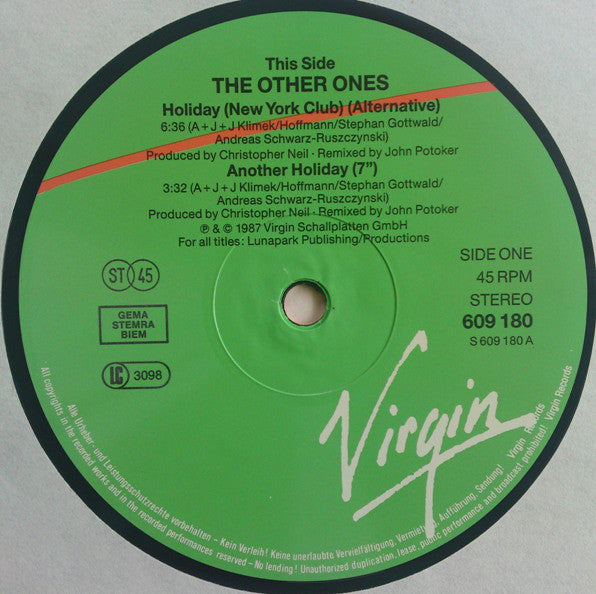 This Side
THE OTHER ONES
Holiday (New York Club) (Alternative)
6:36 (A + J + J Klimek/Hoffmann/Stephan Gottwald/
Andreas Schwarz-Ruszczynski)
Produced by Christopher Neil · Remixed by John Potoker
Another Holiday (7”)
3:32 (A + J + J Klimek/Hoffmann/Stephan Gottwald/
Andreas Schwarz-Ruszczynski)
Produced by Christopher Neil · Remixed by John Potoker
℗ & © 1987 Virgin Schallplatten GmbH
For all titles: Lunapark Publishing/Productions
SIDE ONE
45 RPM
STEREO
609 180
S 609 180 A
ST 45
GEMA
STEMRA
BIEM
LC 3098
Virgin
Alle Urheber- und Leistungsschutzrechte vorbehalten – Kein Verleih! Keine unerlaubte Vervielfältigung, Vermietung, Aufführung, Sendung! Virgin Records
All copyrights in the recorded works and in the recorded performances reserved – No lending! Unauthorized duplication, lease, public performance and broadcast prohibited! Virgin Records